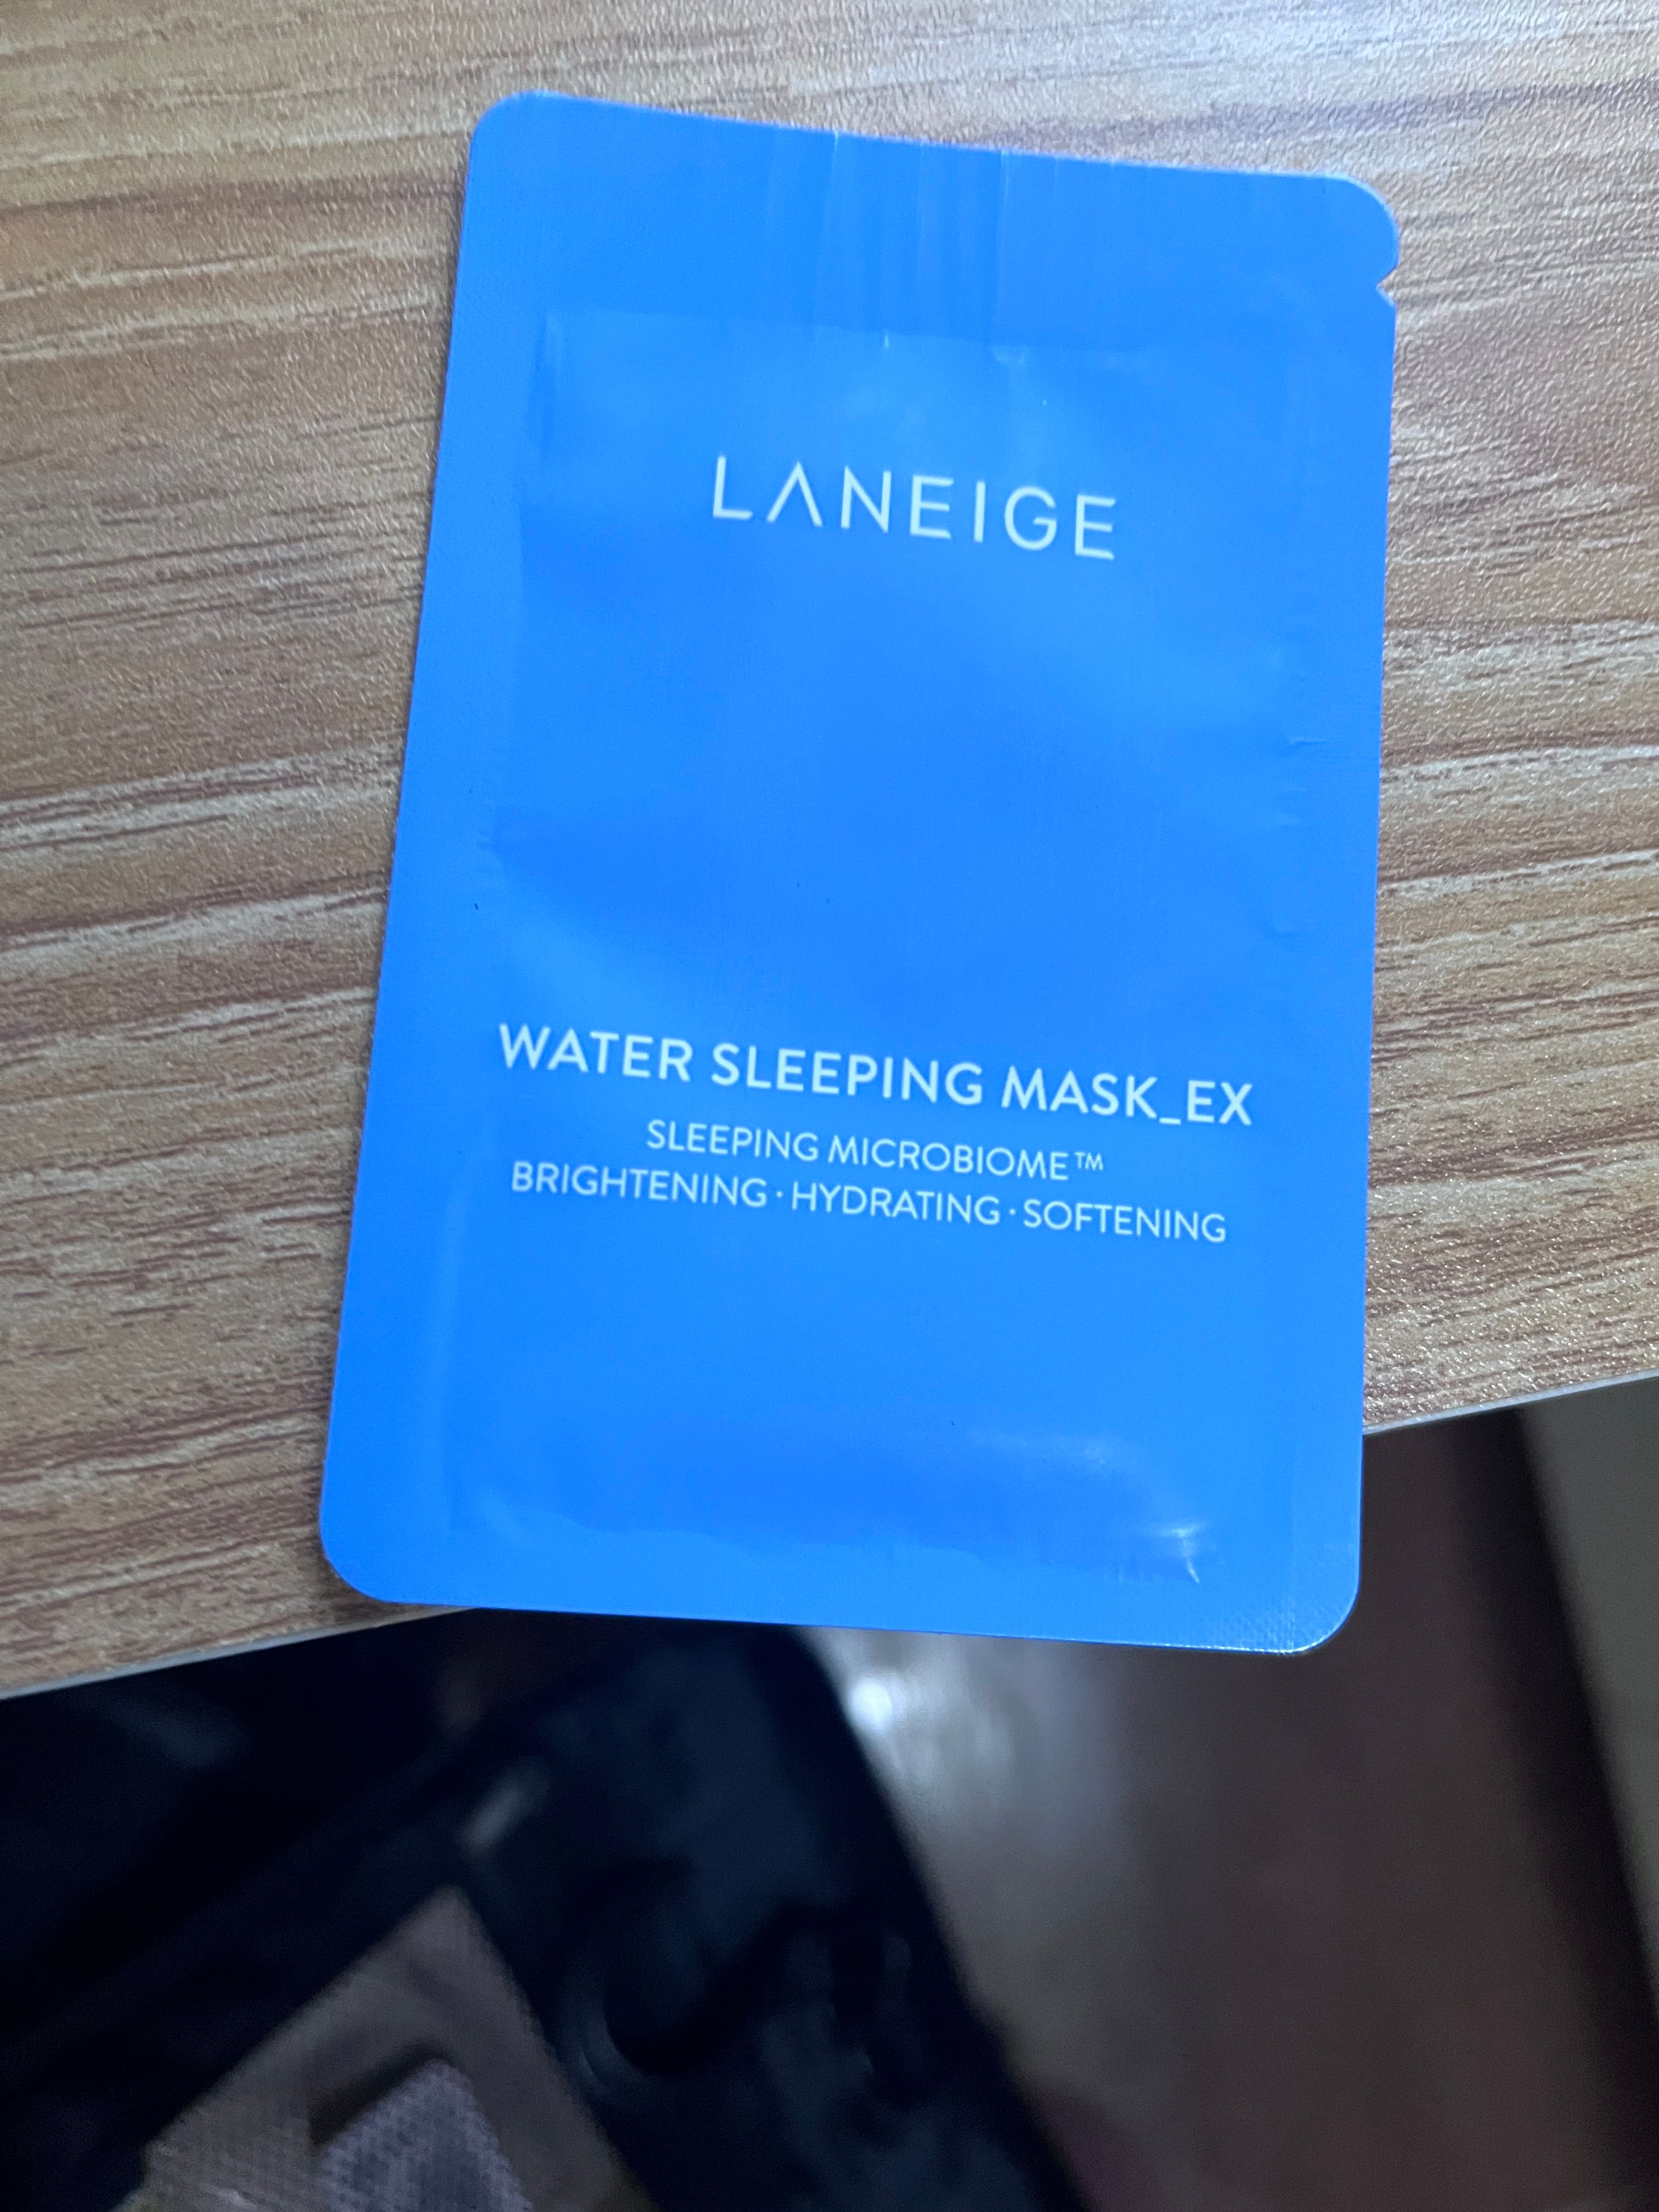 LANEIGE
WATER SLEEPING MASK_EX
SLEEPING MICROBIOME™
BRIGHTENING · HYDRATING · SOFTENING